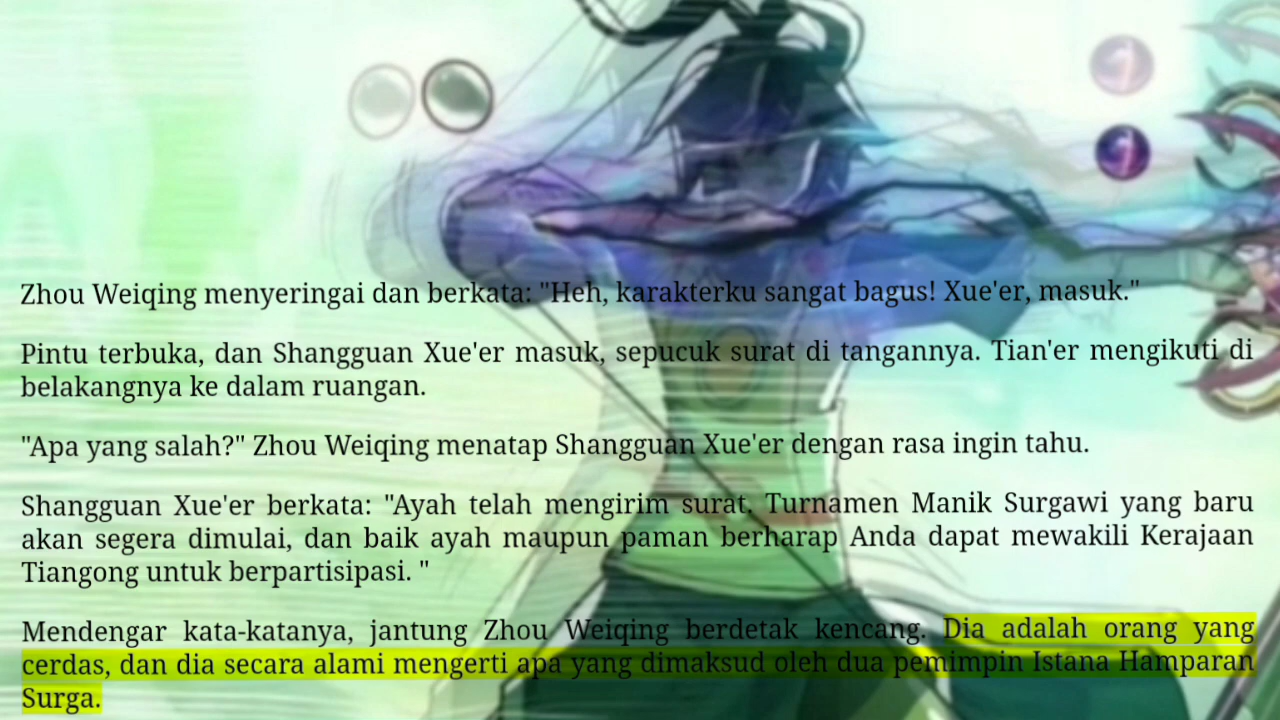 Zhou Weiqing menyeringai dan berkata: "Heh, karakterku sangat bagus! Xue'er, masuk."
Pintu terbuka, dan Shangguan Xue'er masuk, sepucuk surat di tangannya. Tian'er mengikuti di
belakangnya ke dalam ruangan.
"Apa yang salah?" Zhou Weiqing menatap Shangguan Xue'er dengan rasa ingin tahu.
Shangguan Xue'er berkata: "Ayah telah mengirim surat. Turnamen Manik Surgawi yang baru
akan segera dimulai, dan baik ayah maupun paman berharap Anda dapat mewakili Kerajaan
Tiangong untuk berpartisipasi. "
Mendengar kata-katanya, jantung Zhou Weiqing berdetak kencang. Dia adalah orang yang
cerdas, dan dia secara alami mengerti apa yang dimaksud oleh dua pemimpin Istana Hamparan
Surga.